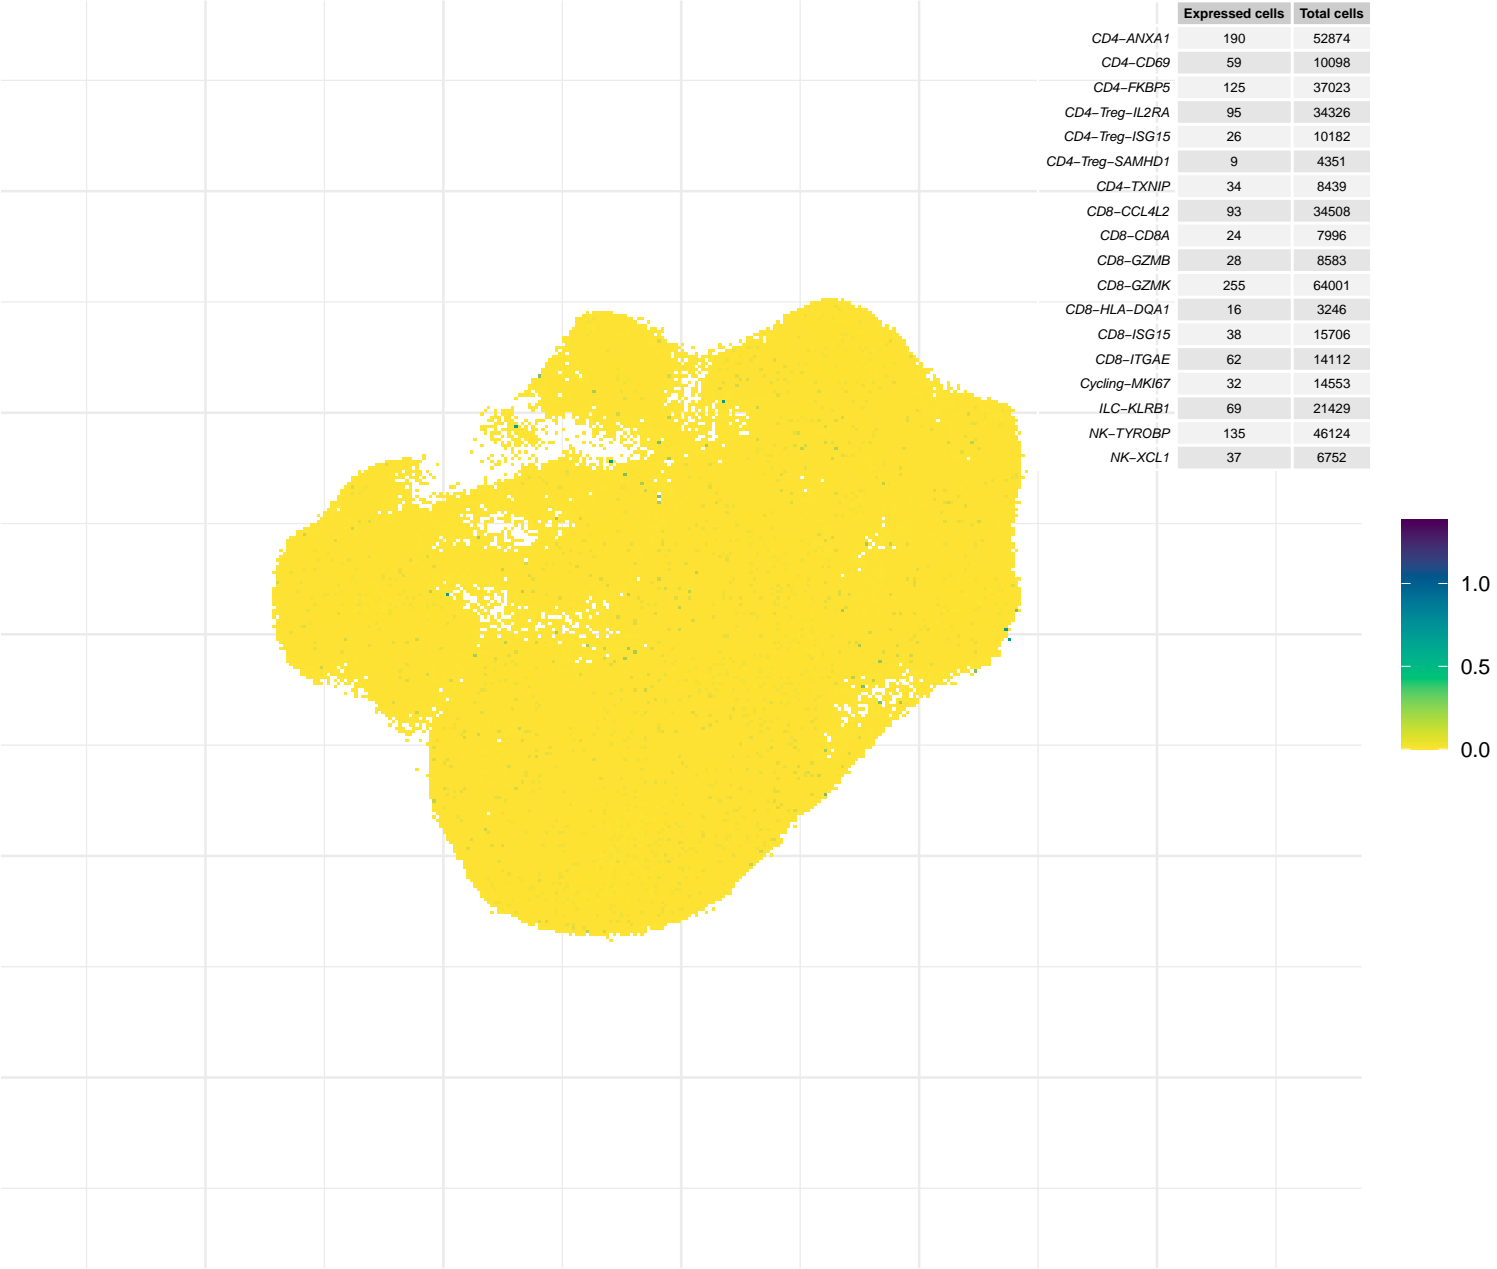 Expressed cells Total cells
CD4−ANXA1 190 52874
CD4−CD69 59 10098
CD4−FKBP5 125 37023
CD4−Treg−IL2RA 95 34326
CD4−Treg−ISG15 26 10182
CD4−Treg−SAMHD1 9 4351
CD4−TXNIP 34 8439
CD8−CCL4L2 93 34508
CD8−CD8A 24 7996
CD8−GZMB 28 8583
CD8−GZMK 255 64001
CD8−HLA−DQA1 16 3246
CD8−ISG15 38 15706
CD8−ITGAE 62 14112
Cycling−MKI67 32 14553
ILC−KLRB1 69 21429
NK−TYROBP 135 46124
NK−XCL1 37 6752
1.0
0.5
0.0